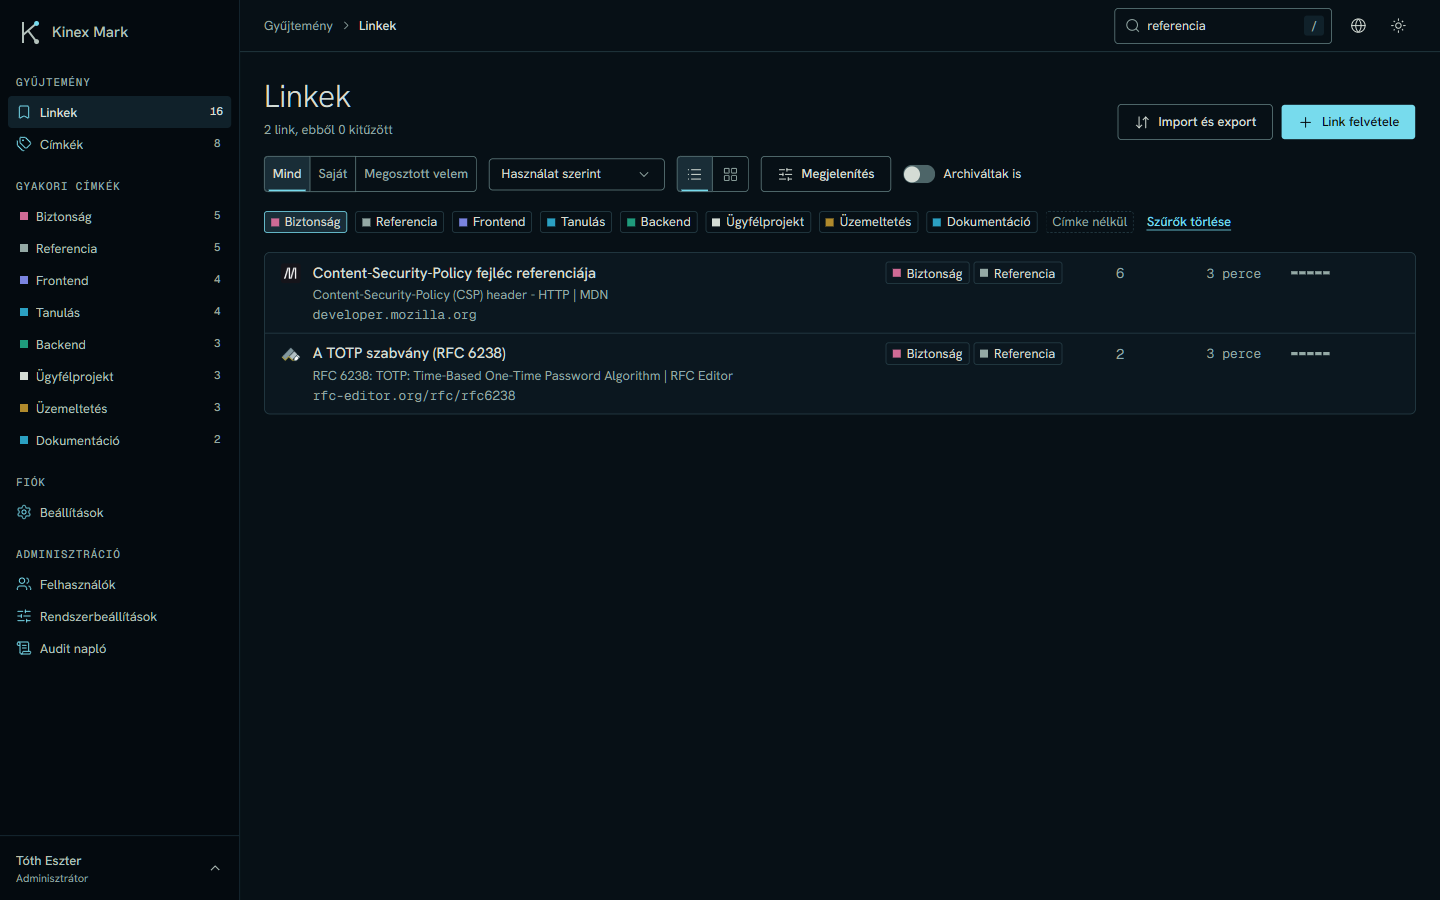 Kinex Mark
GYŰJTEMÉNY
Linkek 16
Címkék 8
GYAKORI CÍMKÉK
Biztonság 5
Referencia 5
Frontend 4
Tanulás 4
Backend 3
Ügyfélprojekt 3
Üzemeltetés 3
Dokumentáció 2
FIÓK
Beállítások
ADMINISZTRÁCIÓ
Felhasználók
Rendszerbeállítások
Audit napló
Tóth Eszter
Adminisztrátor
Gyűjtemény > Linkek
referencia /
Linkek
2 link, ebből 0 kitűzött
Import és export
+ Link felvétele
Mind Saját Megosztott velem Használat szerint Megjelenítés Archiváltak is
Biztonság Referencia Frontend Tanulás Backend Ügyfélprojekt Üzemeltetés Dokumentáció Címke nélkül Szűrők törlése
Content-Security-Policy fejléc referenciája Biztonság Referencia 6 3 perce
Content-Security-Policy (CSP) header - HTTP | MDN
developer.mozilla.org
A TOTP szabvány (RFC 6238) Biztonság Referencia 2 3 perce
RFC 6238: TOTP: Time-Based One-Time Password Algorithm | RFC Editor
rfc-editor.org/rfc/rfc6238